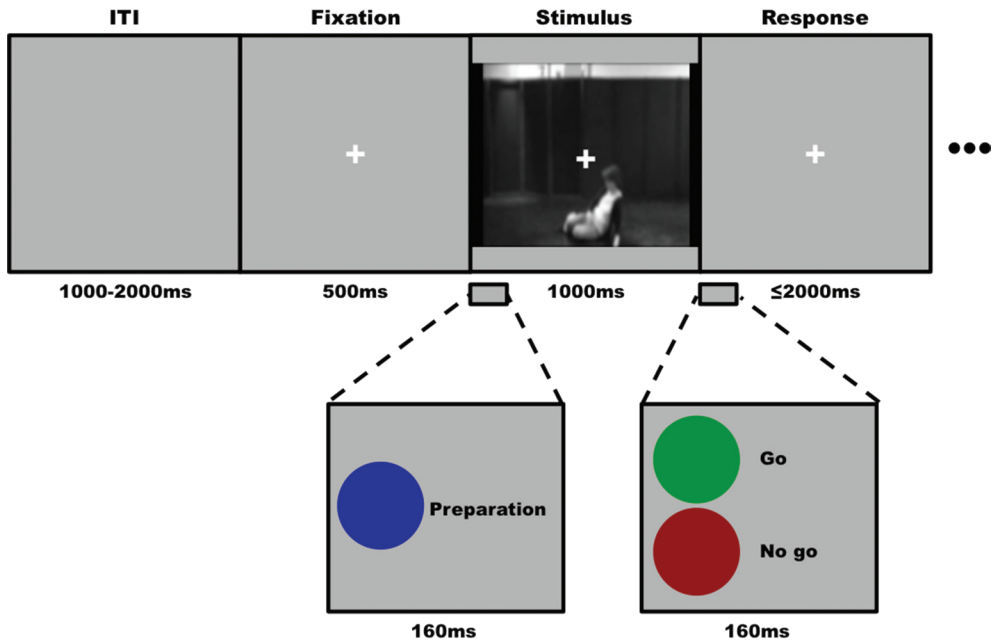 ITI Fixation Stimulus Response
1000-2000ms 500ms 1000ms ≤2000ms
Preparation
Go
No go
160ms 160ms